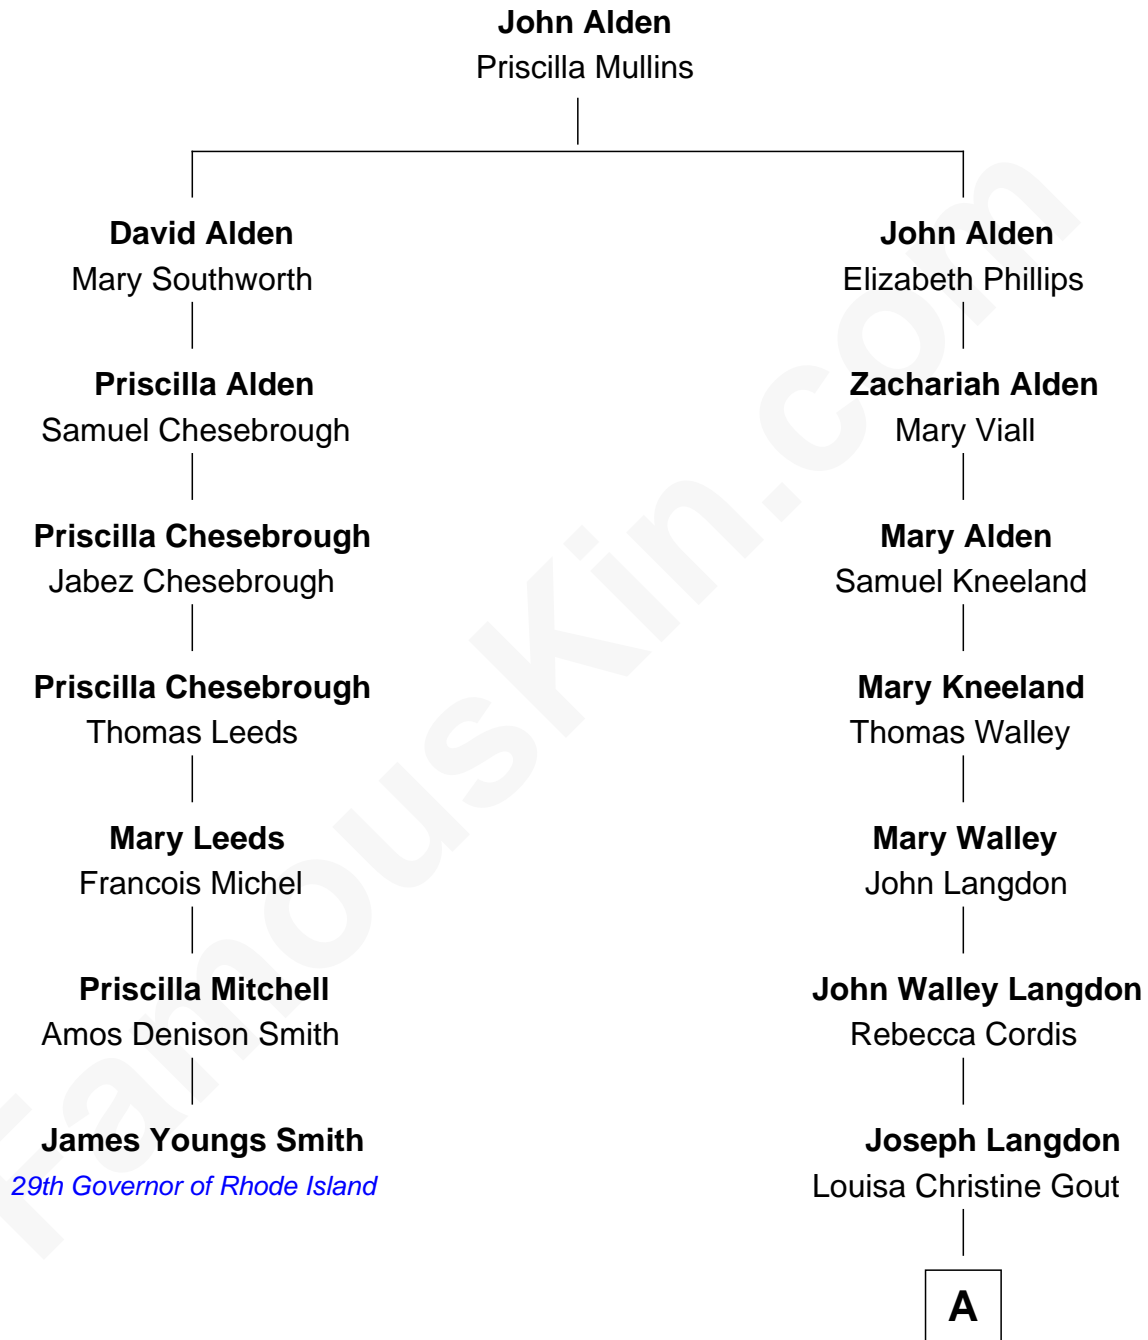 John Alden
Priscilla Mullins
David Alden
Mary Southworth
John Alden
Elizabeth Phillips
Priscilla Alden
Samuel Chesebrough
Zachariah Alden
Mary Viall
Priscilla Chesebrough
Jabez Chesebrough
Mary Alden
Samuel Kneeland
Priscilla Chesebrough
Thomas Leeds
Mary Kneeland
Thomas Walley
Mary Leeds
Francois Michel
Mary Walley
John Langdon
Priscilla Mitchell
Amos Denison Smith
John Walley Langdon
Rebecca Cordis
James Youngs Smith
29th Governor of Rhode Island
Joseph Langdon
Louisa Christine Gout
A
FamousKin.com